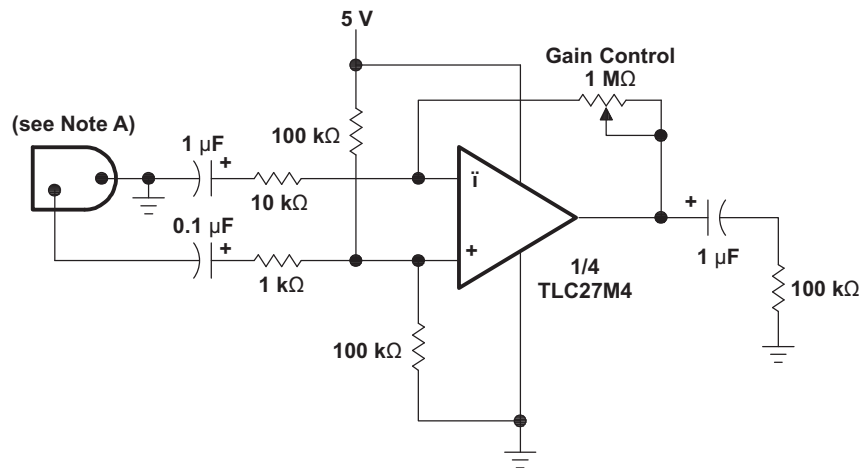 5 V
Gain Control
1 MΩ
(see Note A)
100 kΩ
1 µF
+
ï
10 kΩ
0.1 µF
+
+
1 kΩ
1/4
TLC27M4
+
1 µF
100 kΩ
100 kΩ